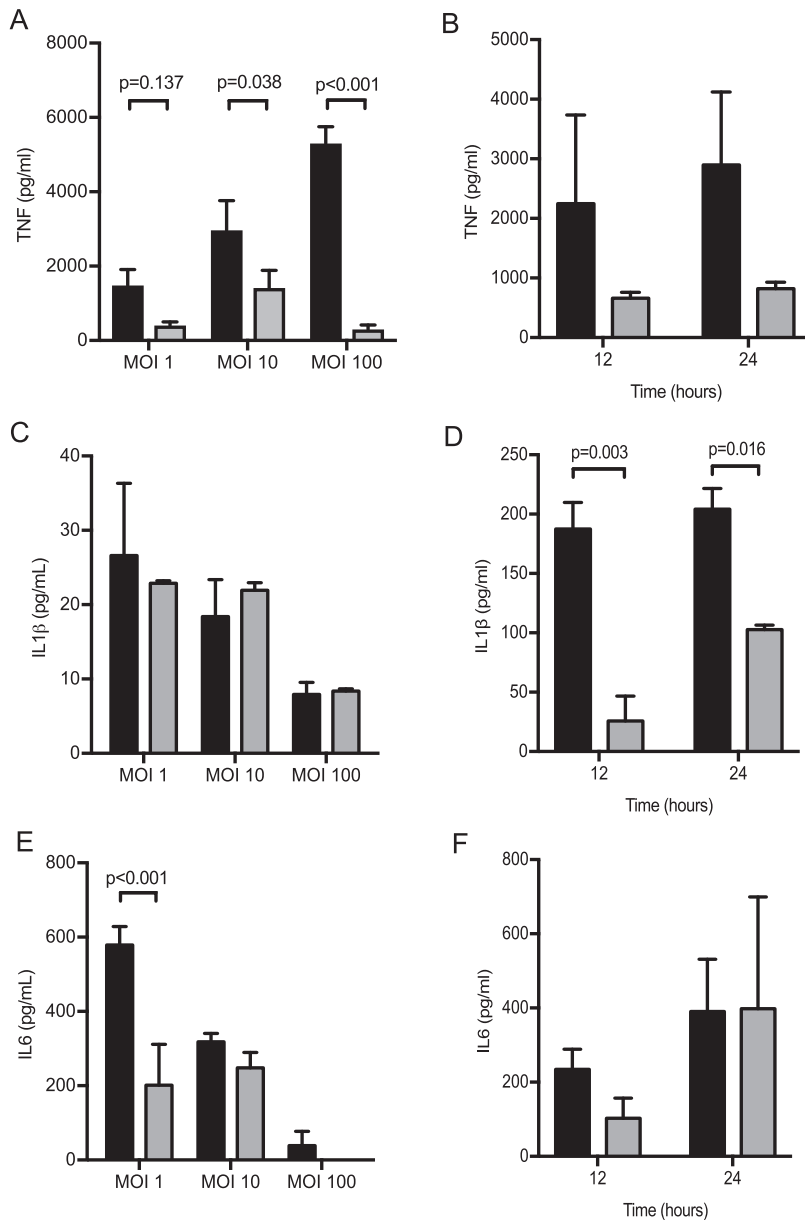 A
TNF (pg/ml)
8000
6000
4000
2000
0
p=0.137
p=0.038
p<0.001
MOI 1
MOI 10
MOI 100
B
TNF (pg/ml)
5000
4000
3000
2000
1000
0
12
24
Time (hours)
C
IL1β (pg/mL)
40
30
20
10
0
MOI 1
MOI 10
MOI 100
D
IL1β (pg/ml)
250
200
150
100
50
0
p=0.003
p=0.016
12
24
Time (hours)
E
IL6 (pg/mL)
800
600
400
200
0
p<0.001
MOI 1
MOI 10
MOI 100
F
IL6 (pg/ml)
800
600
400
200
0
12
24
Time (hours)